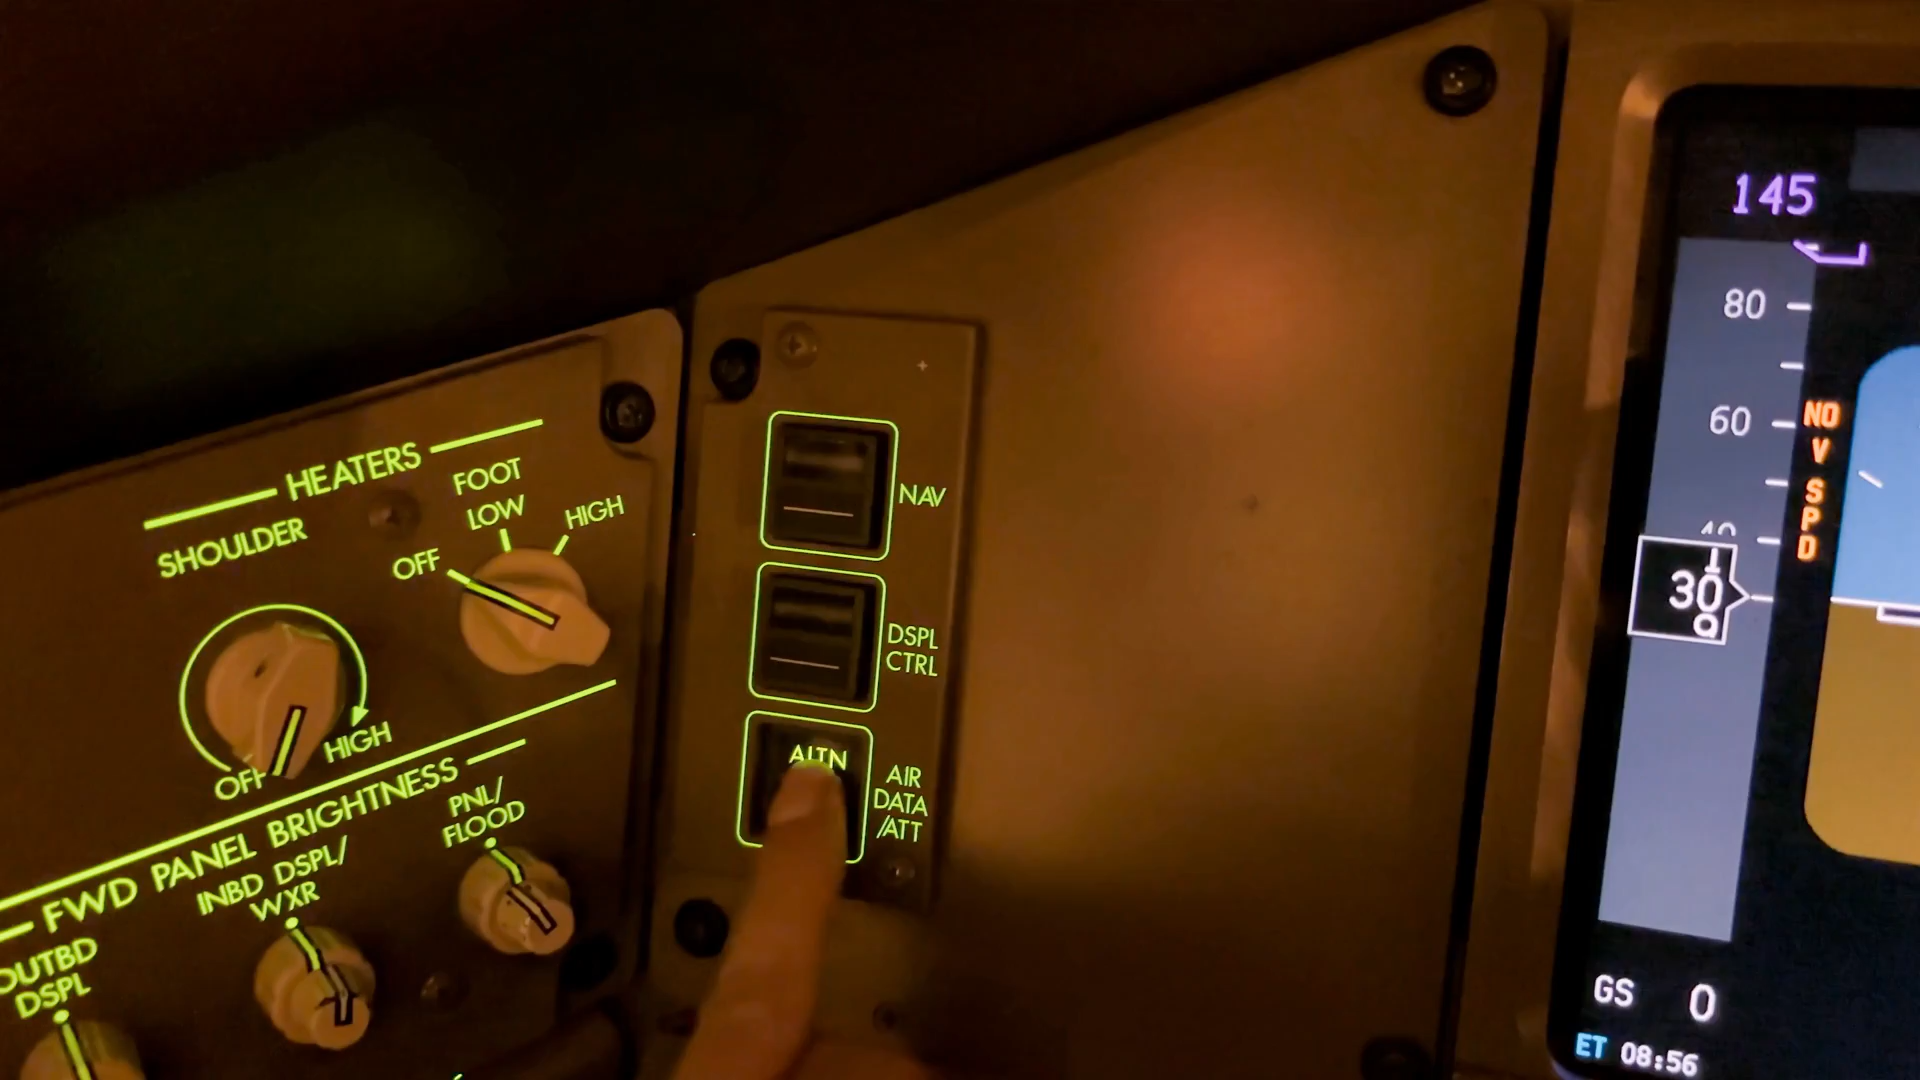 HEATERS
SHOULDER
FOOT
LOW
HIGH
OFF
HIGH
OFF
FWD PANEL BRIGHTNESS
OUTBD
DSPL
INBD DSPL/
WXR
PNL/
FLOOD
NAV
DSPL
CTRL
ALTN
AIR
DATA
/ATT
145
80
60
NO
V
S
P
D
40
30
GS 0
ET 08:56